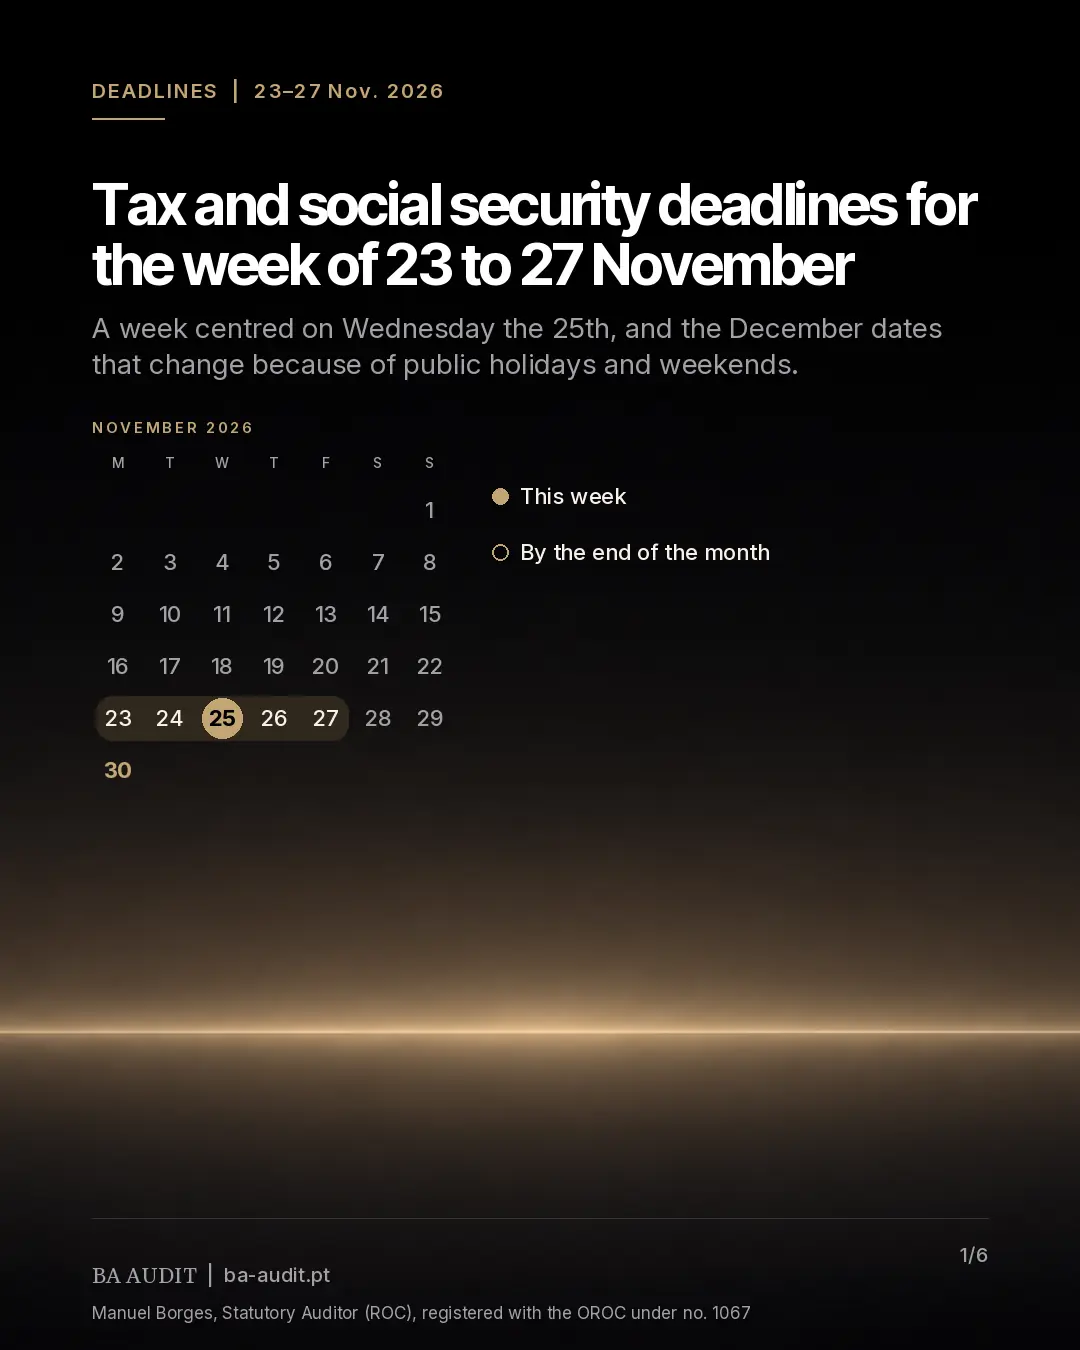 DEADLINES | 23–27 Nov. 2026
Tax and social security deadlines for
the week of 23 to 27 November
A week centred on Wednesday the 25th, and the December dates
that change because of public holidays and weekends.
NOVEMBER 2026
M T W T F S S
1
2 3 4 5 6 7 8
9 10 11 12 13 14 15
16 17 18 19 20 21 22
23 24 25 26 27 28 29
30
This week
By the end of the month
1/6
BA AUDIT | ba-audit.pt
Manuel Borges, Statutory Auditor (ROC), registered with the OROC under no. 1067